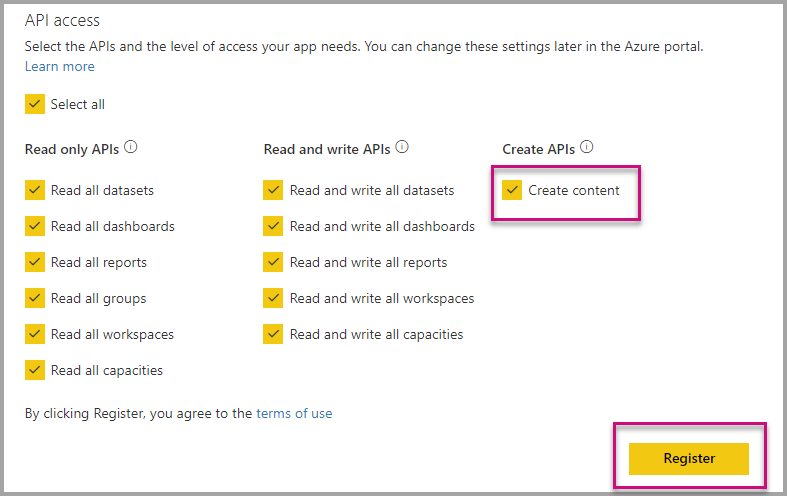 API access
Select the APIs and the level of access your app needs. You can change these settings later in the Azure portal.
Learn more
Select all
Read only APIs
Read all datasets
Read all dashboards
Read all reports
Read all groups
Read all workspaces
Read all capacities
Read and write APIs
Read and write all datasets
Read and write all dashboards
Read and write all reports
Read and write all workspaces
Read and write all capacities
Create APIs
Create content
By clicking Register, you agree to the terms of use
Register